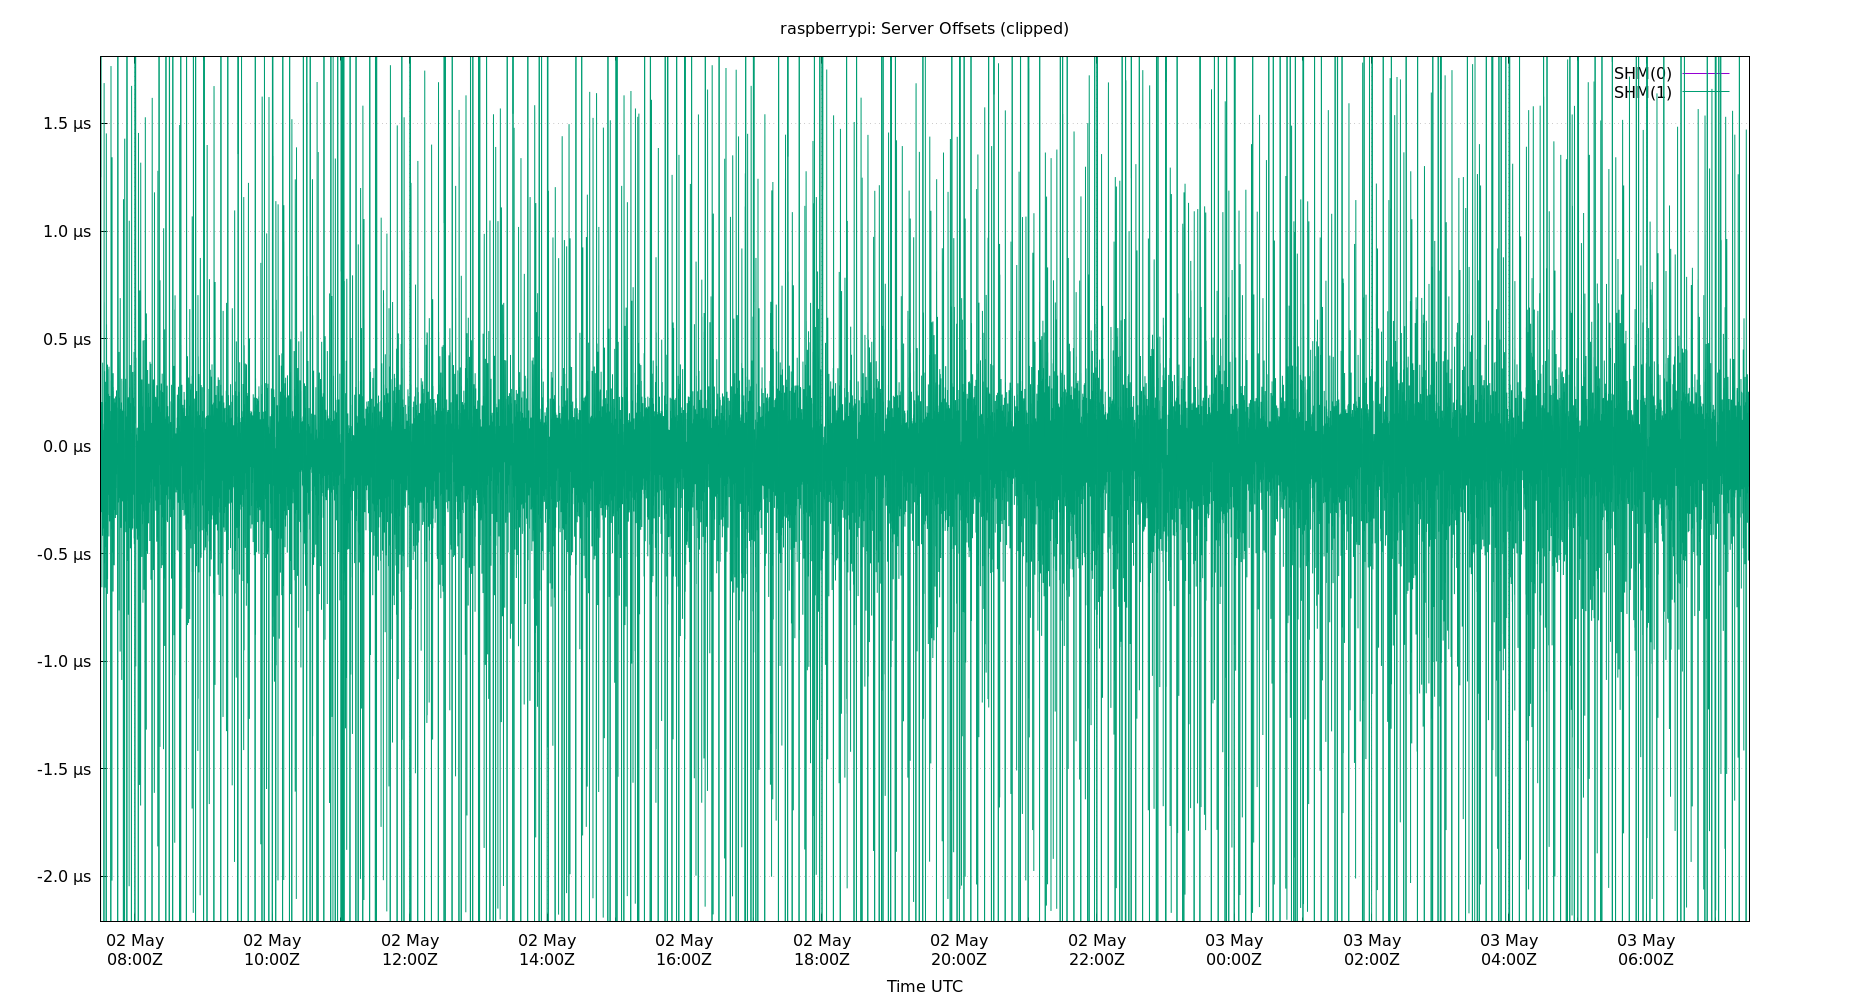 raspberrypi: Server Offsets (clipped)
SHM(0)
SHM(1)
1.5 µs
1.0 µs
0.5 µs
0.0 µs
-0.5 µs
-1.0 µs
-1.5 µs
-2.0 µs
02 May 02 May 02 May 02 May 02 May 02 May 02 May 02 May 03 May 03 May 03 May 03 May
08:00Z 10:00Z 12:00Z 14:00Z 16:00Z 18:00Z 20:00Z 22:00Z 00:00Z 02:00Z 04:00Z 06:00Z
Time UTC